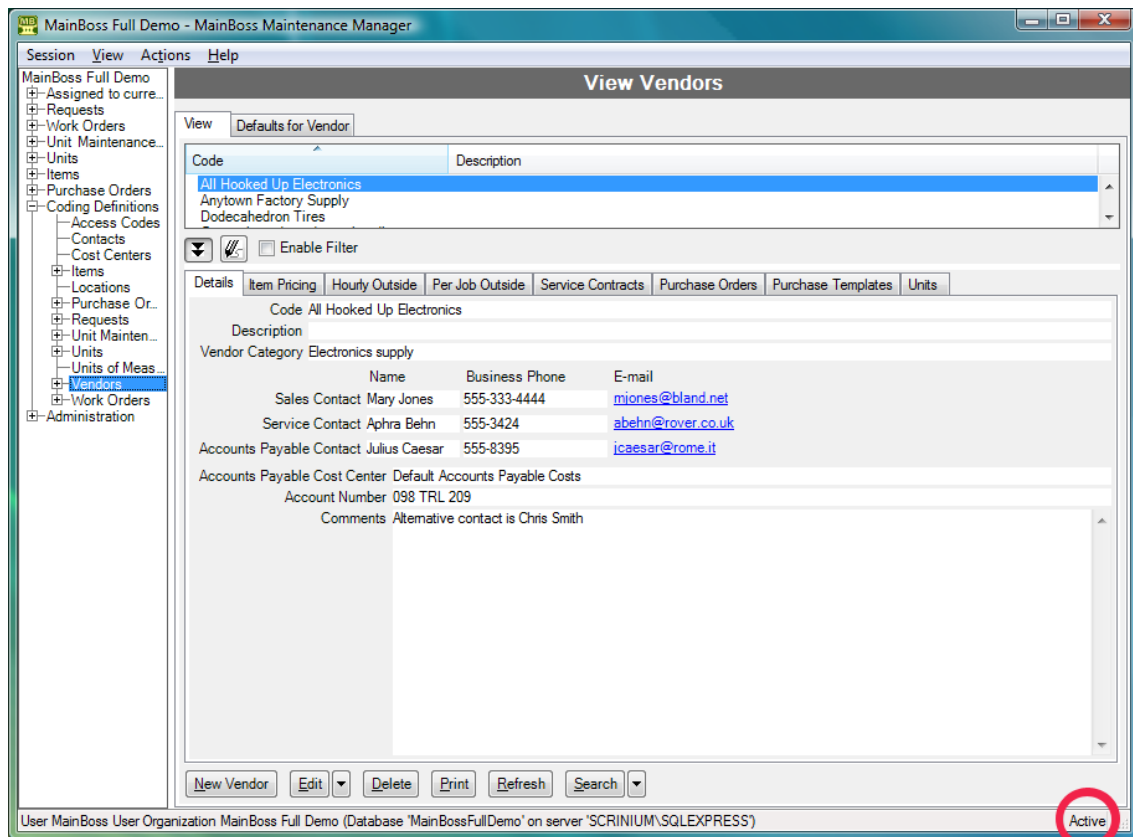 MainBoss Full Demo - MainBoss Maintenance Manager
Session View Actions Help
MainBoss Full Demo
Assigned to curre...
Requests
Work Orders
Unit Maintenance...
Units
Items
Purchase Orders
Coding Definitions
Access Codes
Contacts
Cost Centers
Items
Locations
Purchase Or...
Requests
Unit Mainten...
Units
Units of Meas...
Vendors
Work Orders
Administration
View Vendors
View Defaults for Vendor
Code Description
All Hooked Up Electronics
Anytown Factory Supply
Dodecahedron Tires
Enable Filter
Details Item Pricing Hourly Outside Per Job Outside Service Contracts Purchase Orders Purchase Templates Units
Code All Hooked Up Electronics
Description
Vendor Category Electronics supply
Name Business Phone E-mail
Sales Contact Mary Jones 555-333-4444 mjones@bland.net
Service Contact Aphra Behn 555-3424 abehn@rover.co.uk
Accounts Payable Contact Julius Caesar 555-8395 jcaesar@rome.it
Accounts Payable Cost Center Default Accounts Payable Costs
Account Number 098 TRL 209
Comments Alternative contact is Chris Smith
New Vendor Edit Delete Print Refresh Search
User MainBoss User Organization MainBoss Full Demo (Database 'MainBossFullDemo' on server 'SCRINIUM\SQLEXPRESS') Active